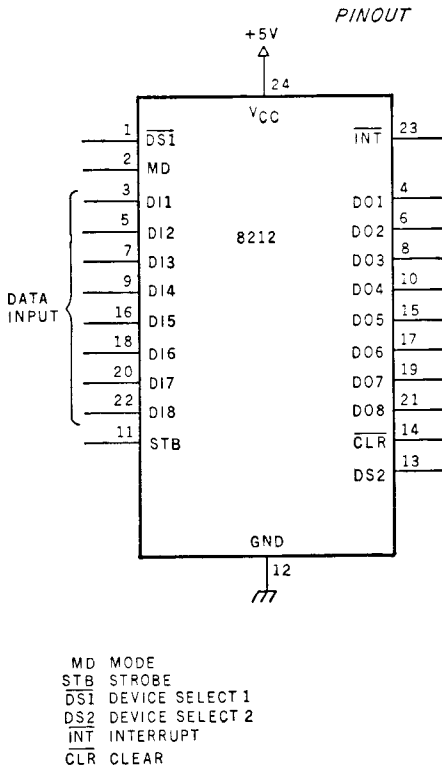 PINOUT
+5V
24
VCC
1 DS1
2 MD
3 DI1
5 DI2
7 DI3
9 DI4
16 DI5
18 DI6
20 DI7
22 DI8
11 STB
DATA
INPUT
8212
23 INT
4 DO1
6 DO2
8 DO3
10 DO4
15 DO5
17 DO6
19 DO7
21 DO8
14 CLR
13 DS2
GND
12
MD MODE
STB STROBE
DS1 DEVICE SELECT 1
DS2 DEVICE SELECT 2
INT INTERRUPT
CLR CLEAR